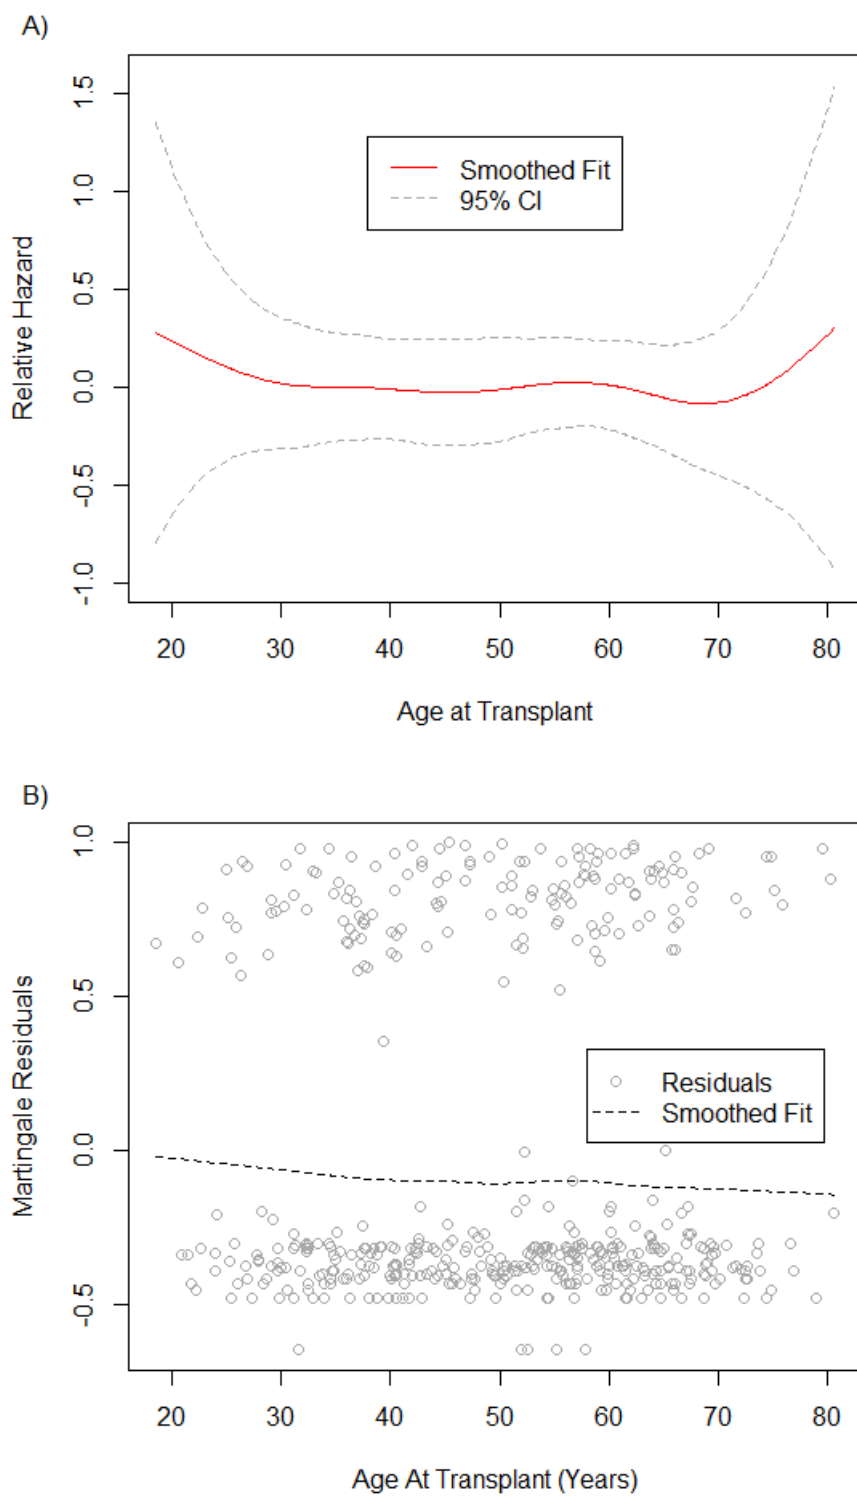 A)
1.5
1.0
0.5
0.0
-0.5
-1.0
Relative Hazard
Smoothed Fit
95% CI
20 30 40 50 60 70 80
Age at Transplant
B)
1.0
0.5
0.0
-0.5
Martingale Residuals
Residuals
Smoothed Fit
20 30 40 50 60 70 80
Age At Transplant (Years)